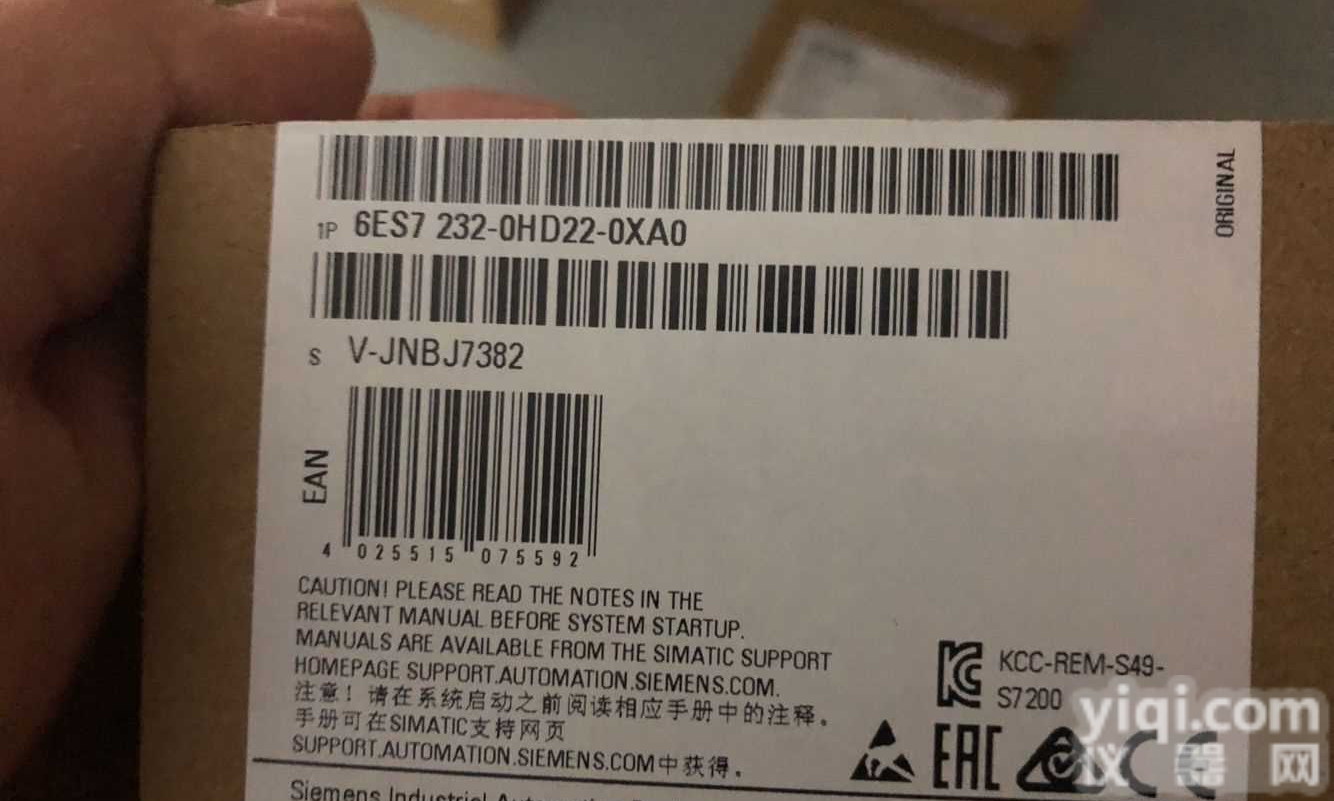 ORIGINAL
1P 6ES7 232-0HD22-0XA0
S V-JNBJ7382
EAN
4 025515 075592
CAUTION! PLEASE READ THE NOTES IN THE
RELEVANT MANUAL BEFORE SYSTEM STARTUP.
MANUALS ARE AVAILABLE FROM THE SIMATIC SUPPORT
HOMEPAGE SUPPORT.AUTOMATION.SIEMENS.COM.
注意！请在系统启动之前阅读相应手册中的注释。
手册可在SIMATIC支持网页
SUPPORT.AUTOMATION.SIEMENS.COM中获得。
KCC-REM-S49-
S7200
EAC
CE
Siemens Industrial
yiqi.com
仪器网